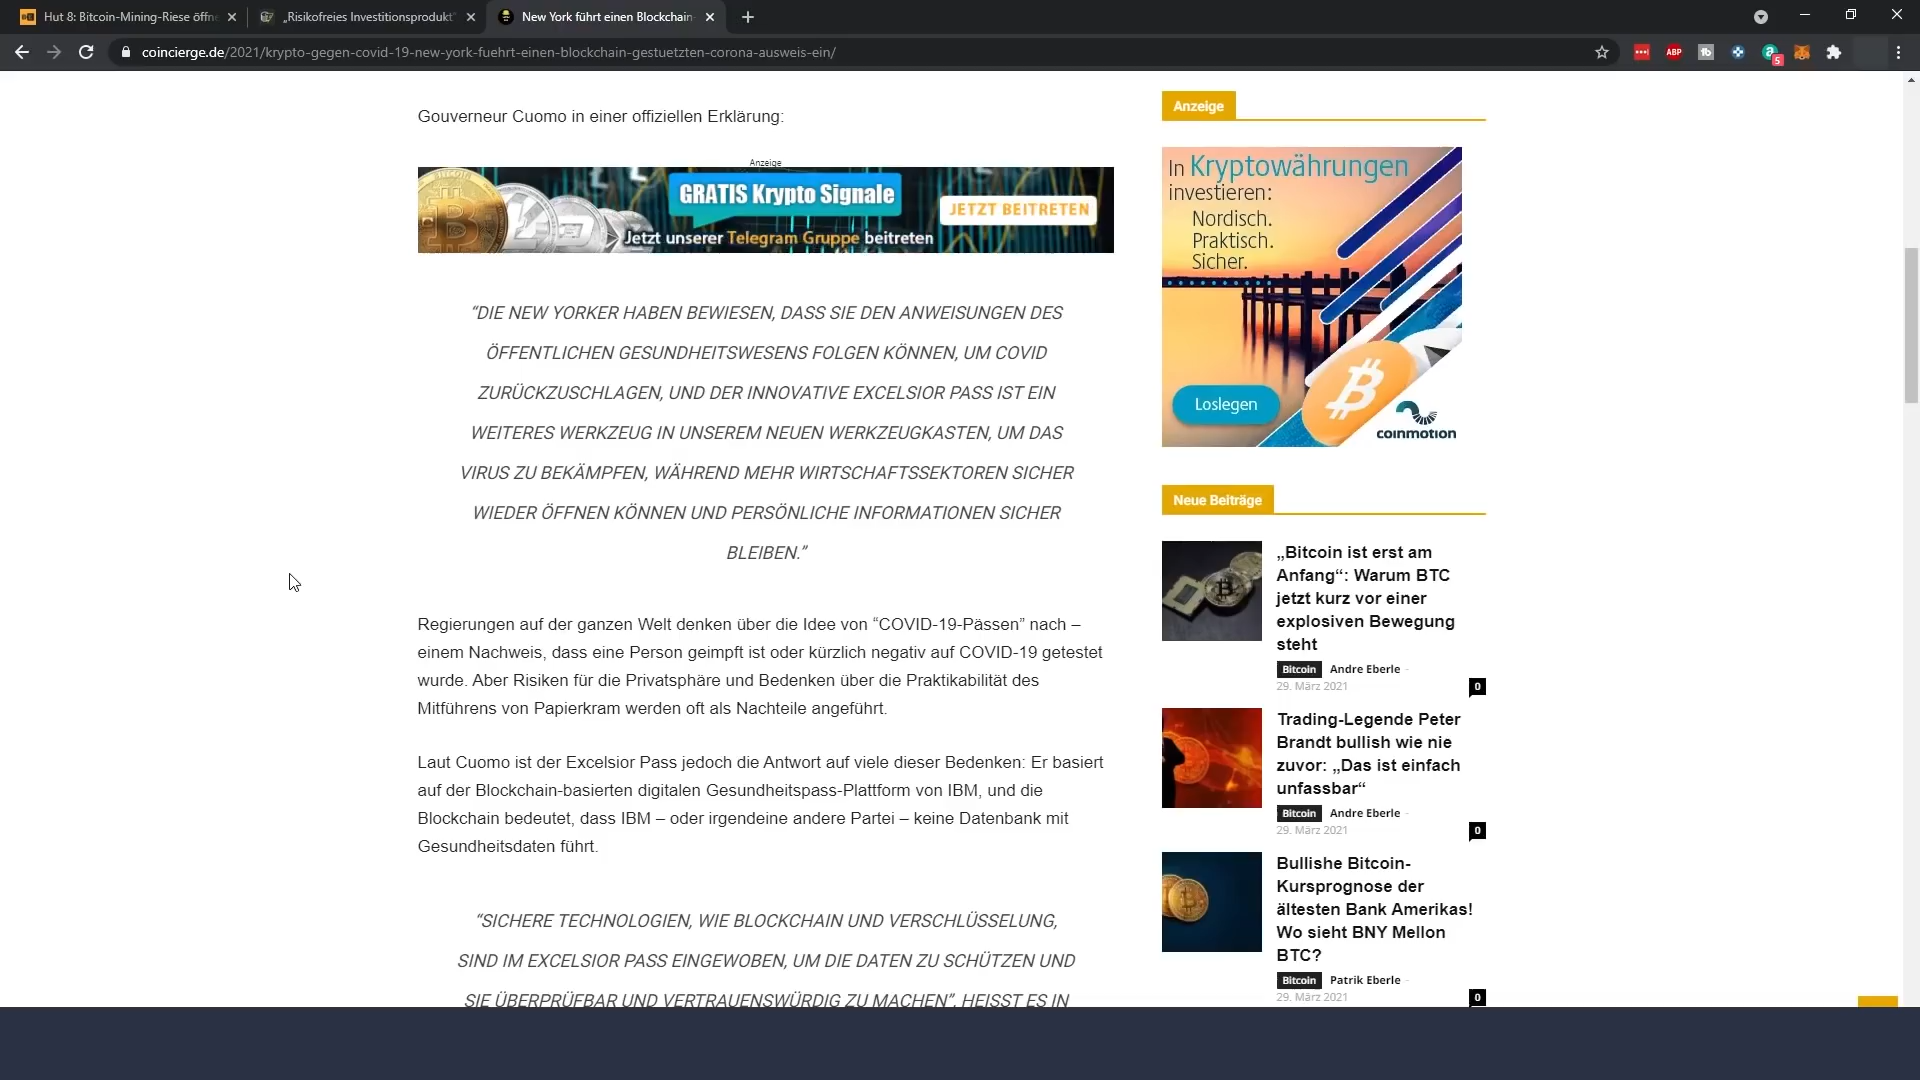 Hut 8: Bitcoin-Mining-Riese öffn
„Risikofreies Investitionsprodukt“
New York führt einen Blockchain-
coincierge.de/2021/krypto-gegen-covid-19-new-york-fuehrt-einen-blockchain-gestuetzten-corona-ausweis-ein/
ABP
5
Gouverneur Cuomo in einer offiziellen Erklärung:
Anzeige
GRATIS Krypto Signale
JETZT BEITRETEN
Jetzt unserer Telegram Gruppe beitreten
“DIE NEW YORKER HABEN BEWIESEN, DASS SIE DEN ANWEISUNGEN DES
ÖFFENTLICHEN GESUNDHEITSWESENS FOLGEN KÖNNEN, UM COVID
ZURÜCKZUSCHLAGEN, UND DER INNOVATIVE EXCELSIOR PASS IST EIN
WEITERES WERKZEUG IN UNSEREM NEUEN WERKZEUGKASTEN, UM DAS
VIRUS ZU BEKÄMPFEN, WÄHREND MEHR WIRTSCHAFTSSEKTOREN SICHER
WIEDER ÖFFNEN KÖNNEN UND PERSÖNLICHE INFORMATIONEN SICHER
BLEIBEN.”
Regierungen auf der ganzen Welt denken über die Idee von “COVID-19-Pässen” nach –
einem Nachweis, dass eine Person geimpft ist oder kürzlich negativ auf COVID-19 getestet
wurde. Aber Risiken für die Privatsphäre und Bedenken über die Praktikabilität des
Mitführens von Papierkram werden oft als Nachteile angeführt.
Laut Cuomo ist der Excelsior Pass jedoch die Antwort auf viele dieser Bedenken: Er basiert
auf der Blockchain-basierten digitalen Gesundheitspass-Plattform von IBM, und die
Blockchain bedeutet, dass IBM – oder irgendeine andere Partei – keine Datenbank mit
Gesundheitsdaten führt.
“SICHERE TECHNOLOGIEN, WIE BLOCKCHAIN UND VERSCHLÜSSELUNG,
SIND IM EXCELSIOR PASS EINGEWOBEN, UM DIE DATEN ZU SCHÜTZEN UND
SIE ÜBERPRÜFBAR UND VERTRAUENSWÜRDIG ZU MACHEN”, HEISST ES IN
Anzeige
In Kryptowährungen
investieren:
Nordisch.
Praktisch.
Sicher.
Loslegen
coinmotion
Neue Beiträge
„Bitcoin ist erst am
Anfang“: Warum BTC
jetzt kurz vor einer
explosiven Bewegung
steht
Bitcoin Andre Eberle -
29. März 2021
0
Trading-Legende Peter
Brandt bullish wie nie
zuvor: „Das ist einfach
unfassbar“
Bitcoin Andre Eberle -
29. März 2021
0
Bullishe Bitcoin-
Kursprognose der
ältesten Bank Amerikas!
Wo sieht BNY Mellon
BTC?
Bitcoin Patrik Eberle -
29. März 2021
0